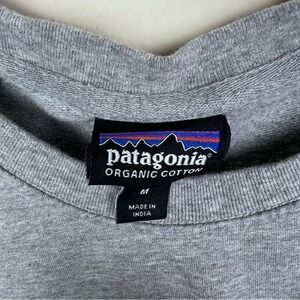 patagonia®
ORGANIC COTTON
M
MADE IN
INDIA